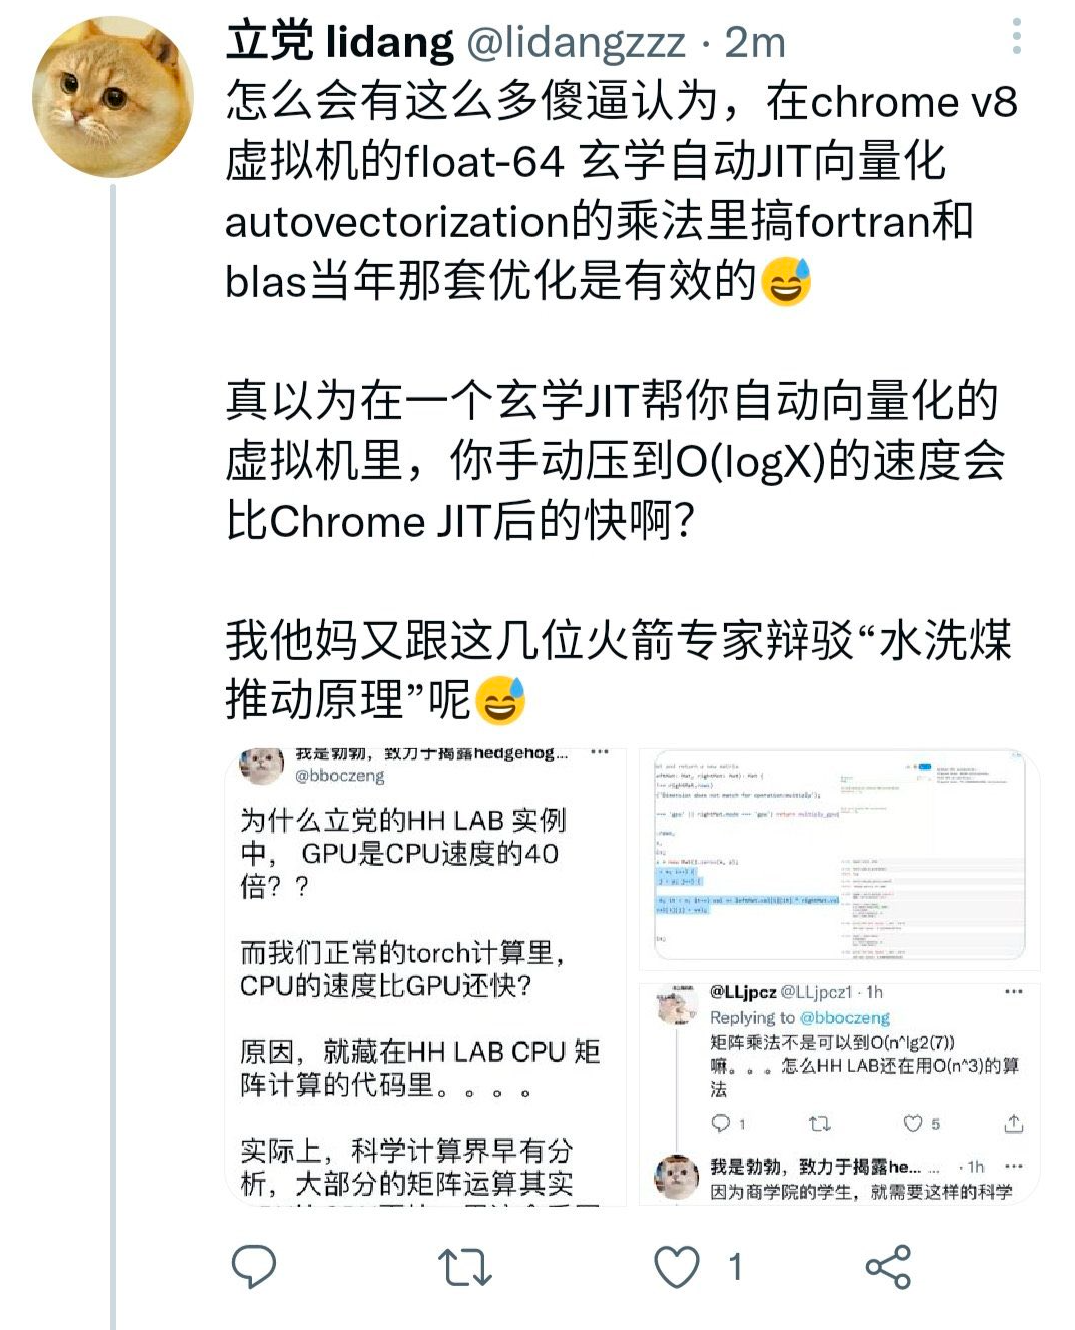 立党 lidang @lidangzzz · 2m
怎么会有这么多傻逼认为，在chrome v8
虚拟机的float-64 玄学自动JIT向量化
autovectorization的乘法里搞fortran和
blas当年那套优化是有效的😅
真以为在一个玄学JIT帮你自动向量化的
虚拟机里，你手动压到O(logX)的速度会
比Chrome JIT后的快啊？
我他妈又跟这几位火箭专家辩驳“水洗煤
推动原理”呢😅
我是勃勃，致力于揭露hedgehog...
@bboczeng
为什么立党的HH LAB 实例
中， GPU是CPU速度的40
倍？？
而我们正常的torch计算里，
CPU的速度比GPU还快？
原因，就藏在HH LAB CPU 矩
阵计算的代码里。。。。
实际上，科学计算界早有分
析，大部分的矩阵运算其实
@LLjpcz @LLjpcz1 · 1h
Replying to @bboczeng
矩阵乘法不是可以到O(n^lg2(7))
嘛。。。怎么HH LAB还在用O(n^3)的算
法
1
5
我是勃勃，致力于揭露he... ... · 1h
因为商学院的学生，就需要这样的科学
1